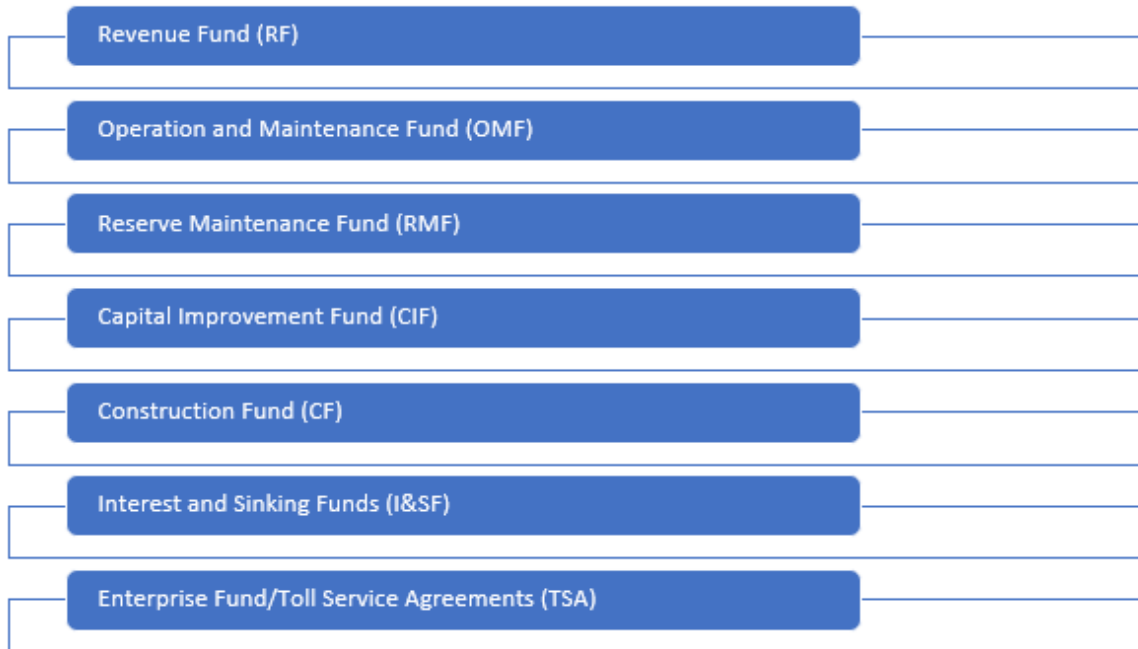 Revenue Fund (RF)
Operation and Maintenance Fund (OMF)
Reserve Maintenance Fund (RMF)
Capital Improvement Fund (CIF)
Construction Fund (CF)
Interest and Sinking Funds (I&SF)
Enterprise Fund/Toll Service Agreements (TSA)